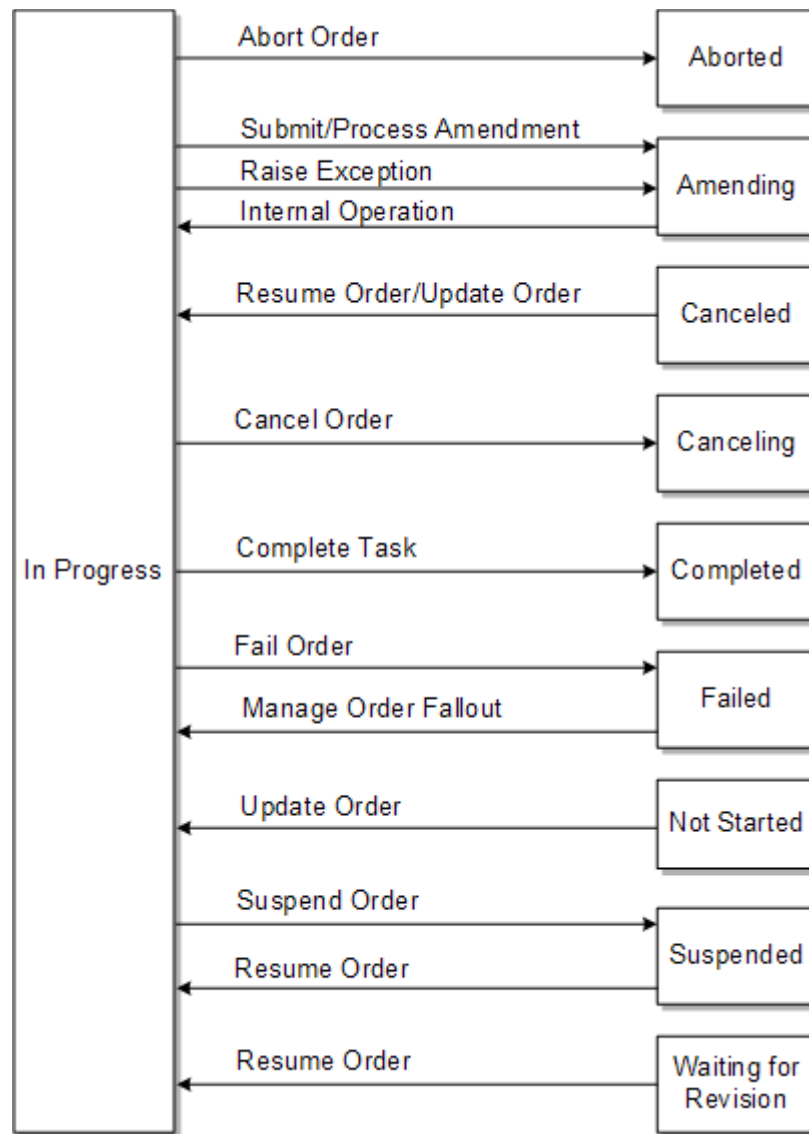 Abort Order
Aborted
Submit/Process Amendment
Raise Exception
Amending
Internal Operation
Resume Order/Update Order
Canceled
Cancel Order
Canceling
Complete Task
In Progress
Completed
Fail Order
Failed
Manage Order Fallout
Update Order
Not Started
Suspend Order
Suspended
Resume Order
Resume Order
Waiting for
Revision